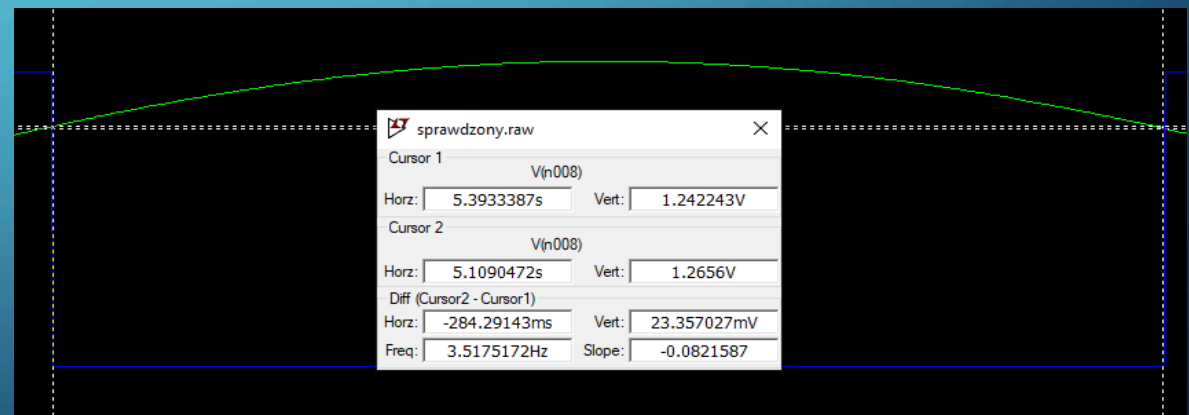 sprawdzony.raw
Cursor 1
V(n008)
Horz: 5.3933387s Vert: 1.242243V
Cursor 2
V(n008)
Horz: 5.1090472s Vert: 1.2656V
Diff (Cursor2 - Cursor1)
Horz: -284.29143ms Vert: 23.357027mV
Freq: 3.5175172Hz Slope: -0.0821587